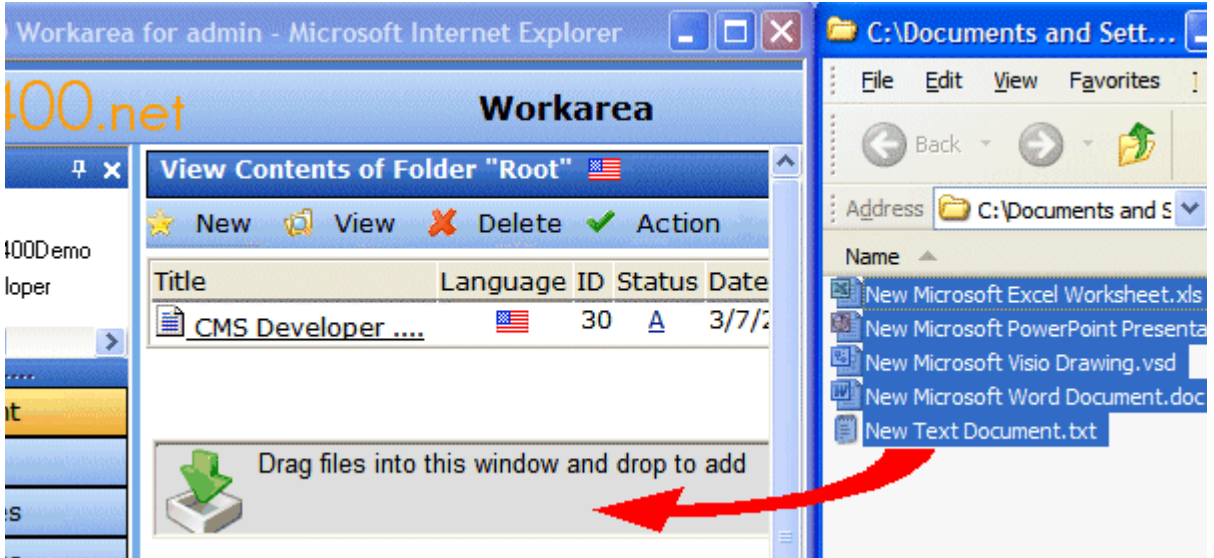 Workarea for admin - Microsoft Internet Explorer
400.net
Workarea
View Contents of Folder "Root"
New View Delete Action
400Demo
loper
Title Language ID Status Date
CMS Developer .... 30 A 3/7/2
....
nt
s
Drag files into this window and drop to add
C:\Documents and Sett...
File Edit View Favorites
Back
Address C:\Documents and S
Name
New Microsoft Excel Worksheet.xls
New Microsoft PowerPoint Presenta
New Microsoft Visio Drawing.vsd
New Microsoft Word Document.doc
New Text Document.txt